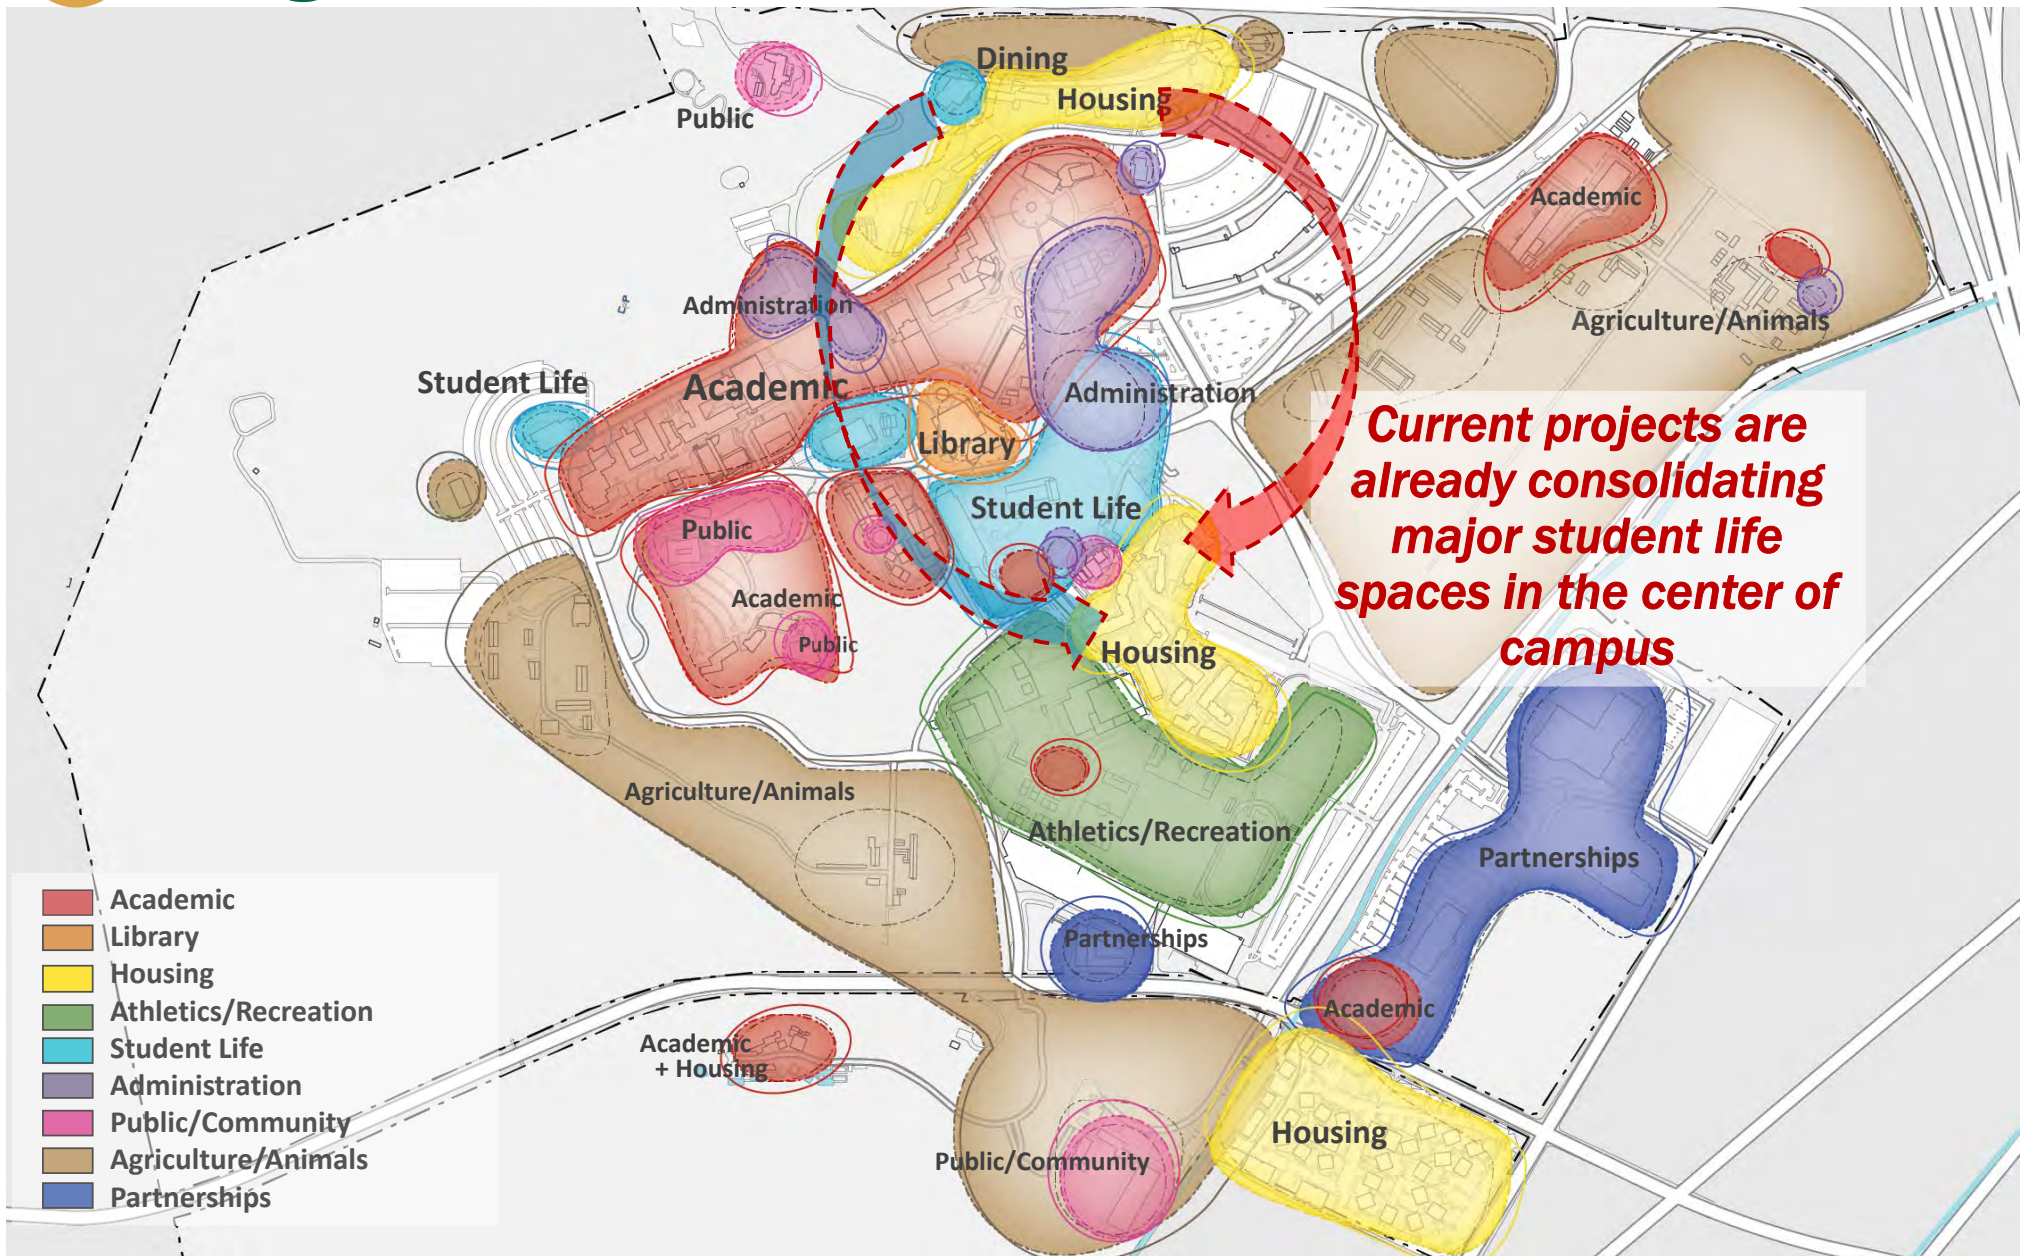 Dining
Housing
Public
Academic
Administration
Agriculture/Animals
Student Life
Academic
Administration
Library
Current projects are
already consolidating
major student life
spaces in the center of
campus
Student Life
Public
Academic
Public
Housing
Agriculture/Animals
Athletics/Recreation
Partnerships
Partnerships
Academic
Academic
+ Housing
Housing
Public/Community
Academic
Library
Housing
Athletics/Recreation
Student Life
Administration
Public/Community
Agriculture/Animals
Partnerships